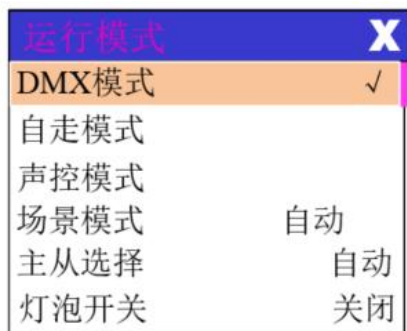 运行模式 X
DMX模式 √
自走模式
声控模式
场景模式 自动
主从选择 自动
灯泡开关 关闭